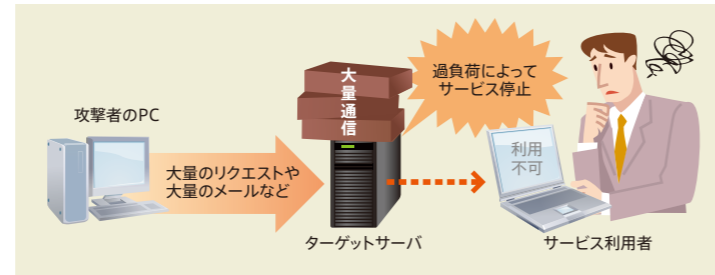 攻撃者のPC
大量のリクエストや
大量のメールなど
大量通信
ターゲットサーバ
過負荷によって
サービス停止
利用
不可
サービス利用者